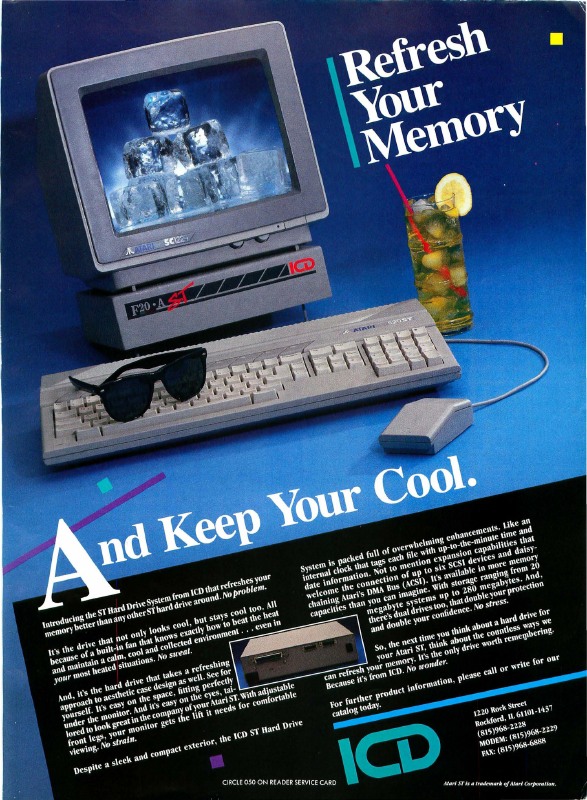 Refresh
Your
Memory
ATARI SC1224
F20•A ST
ICD
ATARI
And Keep Your Cool.
Introducing the ST Hard Drive System from ICD that refreshes your
memory better than any other ST hard drive around. No problem.
It's the drive that not only looks cool, but stays cool too. All
because of a built-in fan that knows exactly how to beat the heat
and maintain a calm, cool and collected environment . . . even in
your most heated situations. No sweat.
And, it's the hard drive that takes a refreshing
approach to aesthetic case design as well. See for
yourself. It's easy on the space, fitting perfectly
under the monitor. And it's easy on the eyes, tai-
lored to look great in the company of your Atari ST. With adjustable
front legs, your monitor gets the lift it needs for comfortable
viewing. No strain.
Despite a sleek and compact exterior, the ICD ST Hard Drive
System is packed full of overwhelming enhancements. Like an
internal clock that tags each file with up-to-the-minute time and
date information. Not to mention expansion capabilities that
welcome the connection of up to six SCSI devices and daisy-
chaining Atari's DMA Bus (ACSI). It's available in more memory
capacities than you can imagine. With storage ranging from 20
megabyte systems up to 280 megabytes. And,
there's dual drives too, that double your protection
and double your confidence. No stress.
So, the next time you think about a hard drive for
your Atari ST, think about the countless ways we
can refresh your memory. It's the only drive worth remembering.
Because it's from ICD. No wonder.
For further product information, please call or write for our
catalog today.
ICD
1220 Rock Street
Rockford, IL 61101-1437
(815)968-2228
MODEM: (815)968-2229
FAX: (815)968-6888
CIRCLE 050 ON READER SERVICE CARD
Atari ST is a trademark of Atari Corporation.